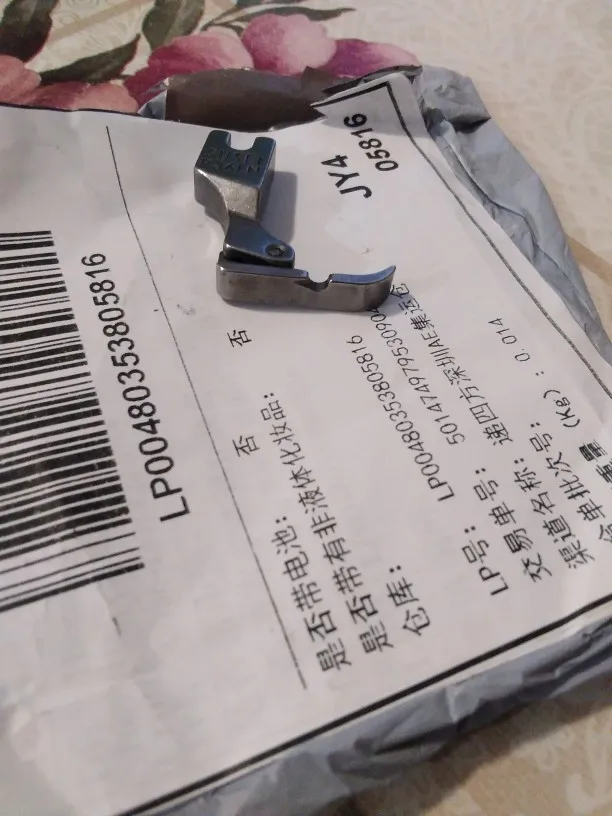 LP00480353805816
JY4
05816
是否带电池: 否
是否带有非液体化妆品: 否
仓库:
LP号: LP00480353805816
交易单号:
渠道名称: 递四方深圳AE集运仓
单批次号:
重量 (Kg) : 0.014